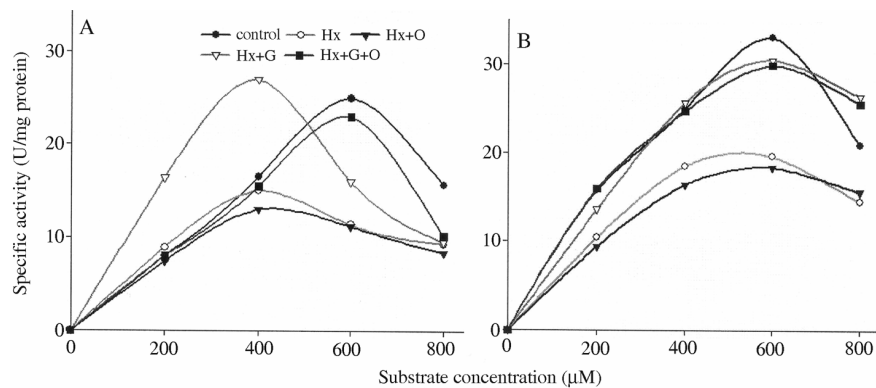 A
control Hx Hx+O
Hx+G Hx+G+O
30
20
10
0
0 200 400 600 800
B
30
20
10
0
0 200 400 600 800
Specific activity (U/mg protein)
Substrate concentration (µM)